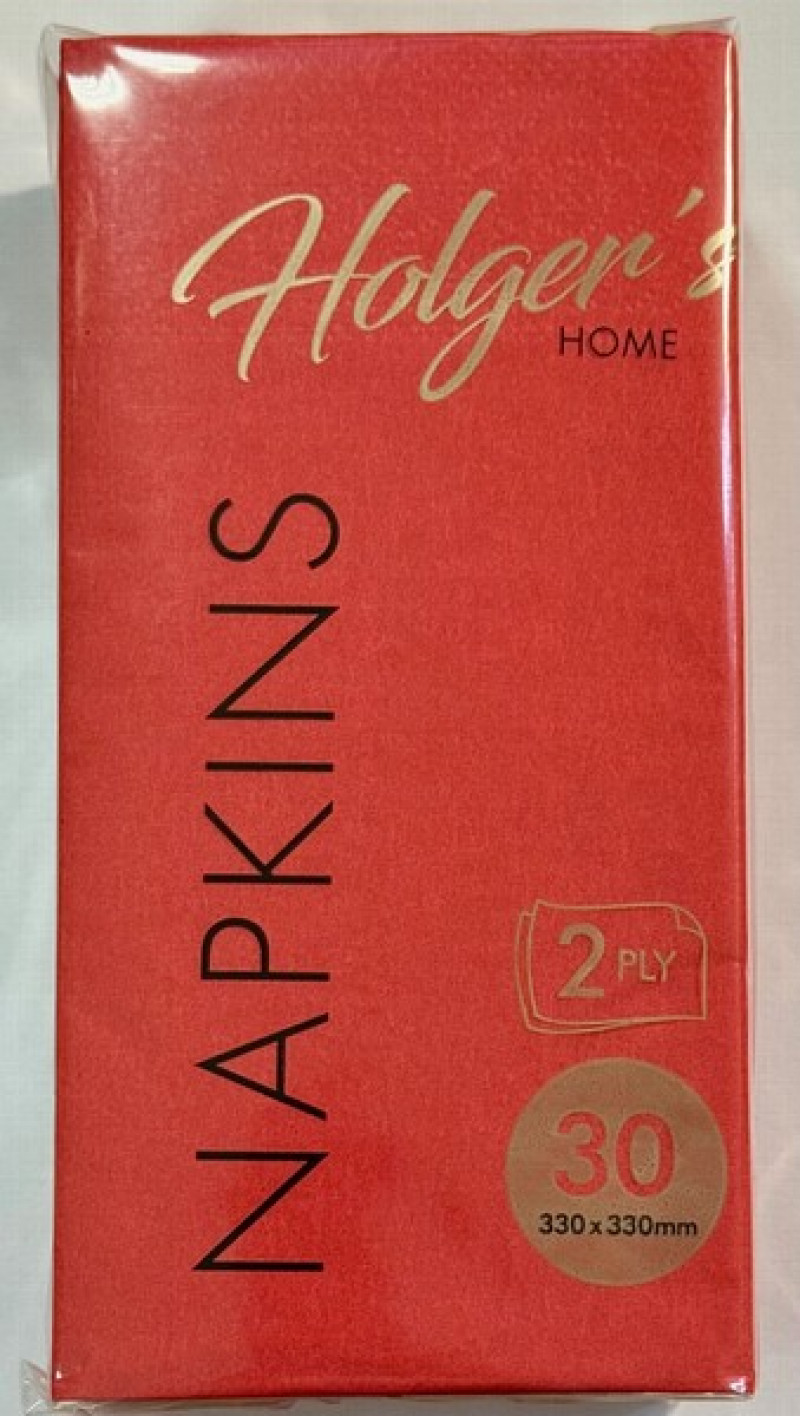 Holger's
HOME
NAPKINS
2 PLY
30
330 x 330mm